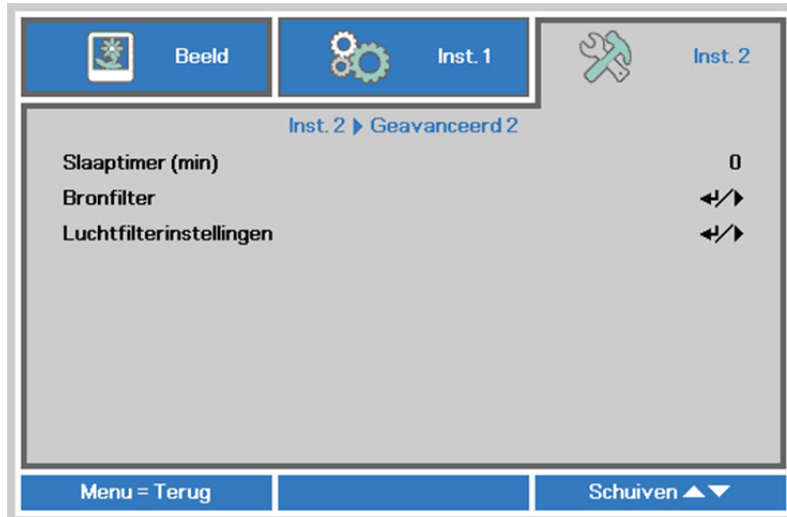 Beeld
Inst. 1
Inst. 2
Inst. 2 ▶ Geavanceerd 2
Slaaptimer (min) 0
Bronfilter ↵/▶
Luchtfilterinstellingen ↵/▶
Menu = Terug
Schuiven ▲▼